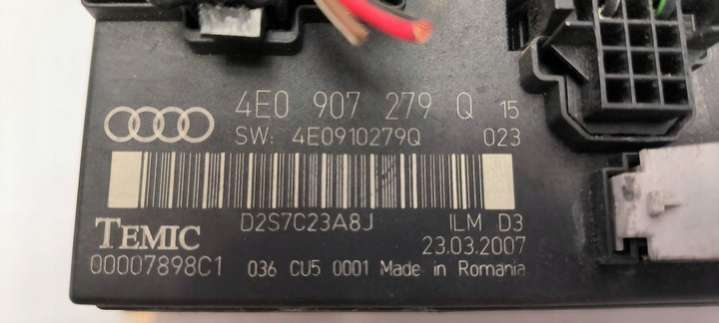 4E0 907 279 Q 15
SW: 4E0910279Q 023
D2S7C23A8J ILM D3
TEMIC 23.03.2007
00007898C1 036 CU5 0001 Made in Romania